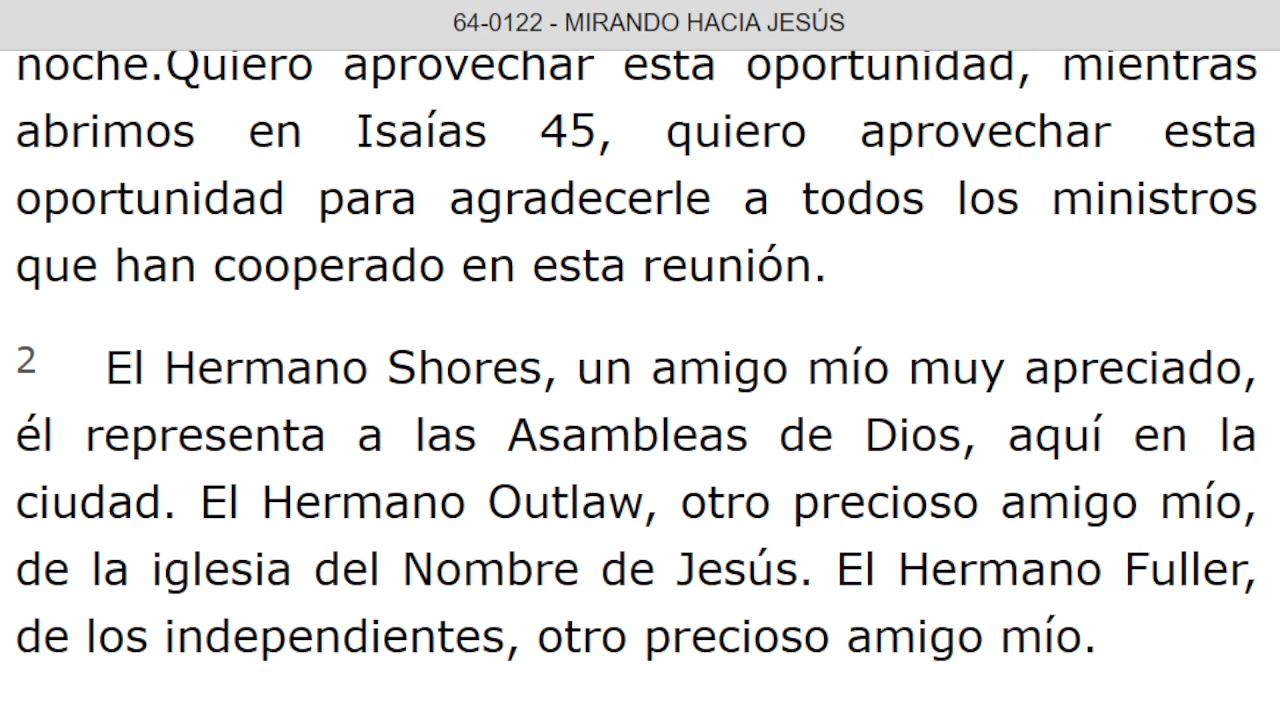 64-0122 - MIRANDO HACIA JESÚS
noche.Quiero aprovechar esta oportunidad, mientras
abrimos en Isaías 45, quiero aprovechar esta
oportunidad para agradecerle a todos los ministros
que han cooperado en esta reunión.
2 El Hermano Shores, un amigo mío muy apreciado,
él representa a las Asambleas de Dios, aquí en la
ciudad. El Hermano Outlaw, otro precioso amigo mío,
de la iglesia del Nombre de Jesús. El Hermano Fuller,
de los independientes, otro precioso amigo mío.